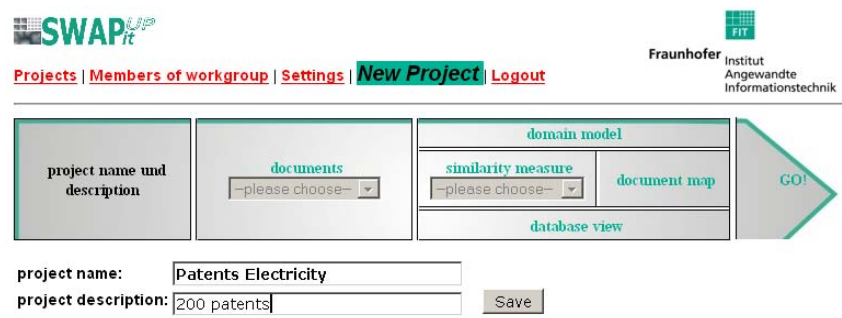 SWAPit UP
FIT
Fraunhofer Institut
Angewandte
Informationstechnik
Projects | Members of workgroup | Settings | New Project | Logout
project name und
description
documents
–please choose–
domain model
similarity measure
–please choose–
document map
database view
GO!
project name: Patents Electricity
project description: 200 patents
Save